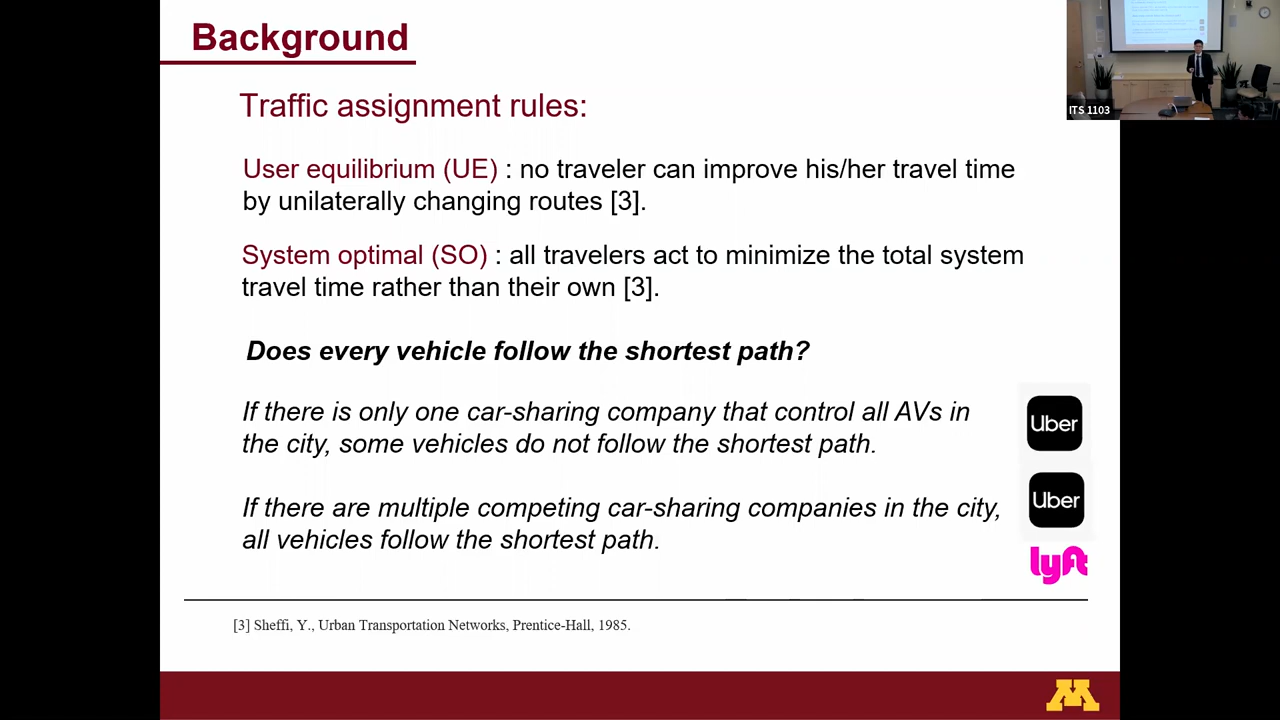 Background
ITS 1103
Traffic assignment rules:
User equilibrium (UE) : no traveler can improve his/her travel time
by unilaterally changing routes [3].
System optimal (SO) : all travelers act to minimize the total system
travel time rather than their own [3].
Does every vehicle follow the shortest path?
If there is only one car-sharing company that control all AVs in
the city, some vehicles do not follow the shortest path.
Uber
If there are multiple competing car-sharing companies in the city,
all vehicles follow the shortest path.
Uber
lyft
[3] Sheffi, Y., Urban Transportation Networks, Prentice-Hall, 1985.
M